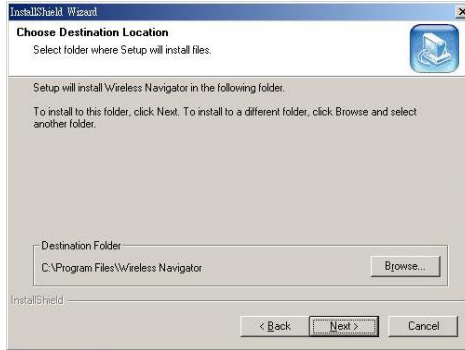 InstallShield Wizard
Choose Destination Location
Select folder where Setup will install files.
Setup will install Wireless Navigator in the following folder.
To install to this folder, click Next. To install to a different folder, click Browse and select
another folder.
Destination Folder
C:\Program Files\Wireless Navigator
Browse...
InstallShield
< Back
Next >
Cancel